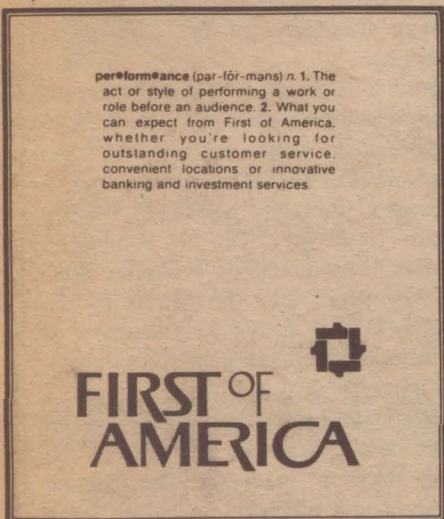 per•form•ance (pər-fôr-məns) n. 1. The
act or style of performing a work or
role before an audience. 2. What you
can expect from First of America,
whether you're looking for
outstanding customer service,
convenient locations or innovative
banking and investment services.
FIRST OF
AMERICA